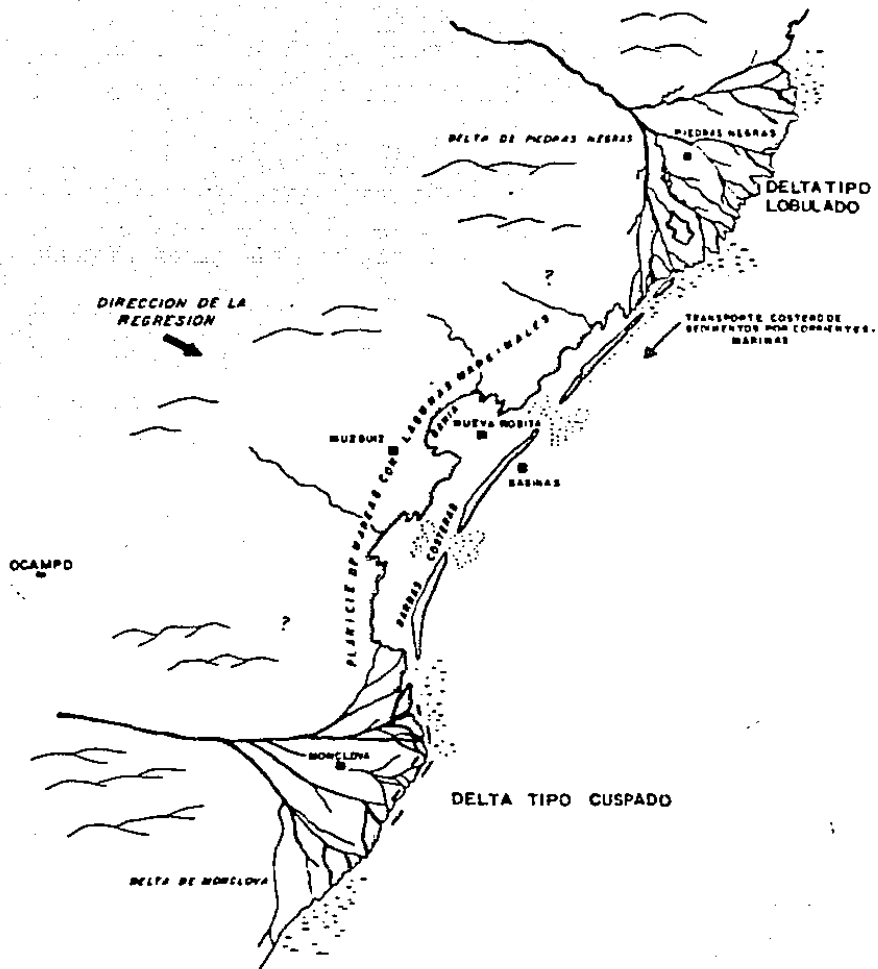 DELTA DE PIEDRAS NEGRAS
PIEDRAS NEGRAS
DELTA TIPO
LOBULADO
?
DIRECCION DE LA
REGRESION
TRANSPORTE COSTERO DE
SEDIMENTOS POR CORRIENTES
MARINAS
PLANICIE DE MAREAS CON LAGUNAS MARGINALES
BAHIA
NUEVA ROSITA
MUZQUIZ
SABINAS
BARRAS COSTERAS
OCAMPO
?
MONCLOVA
DELTA TIPO CUSPADO
DELTA DE MONCLOVA